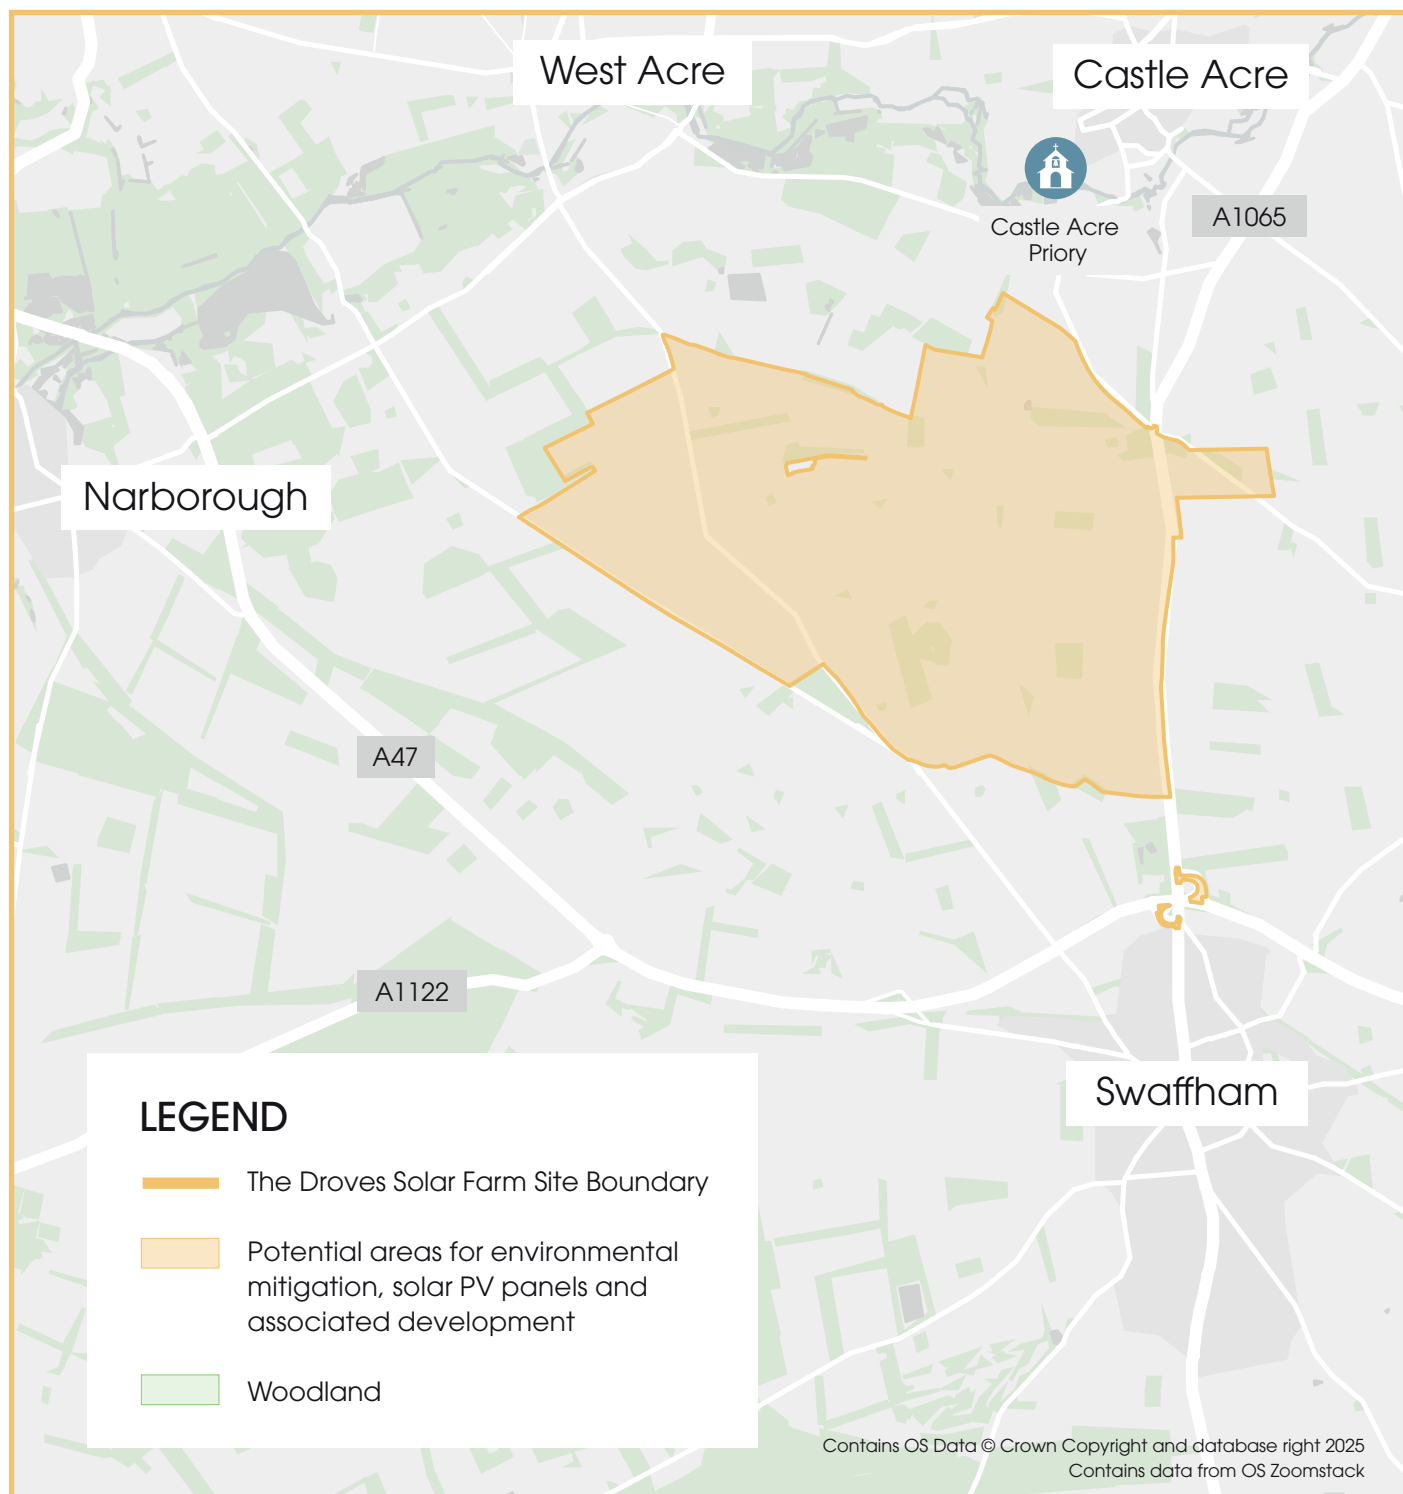 West Acre
Castle Acre
Castle Acre
Priory
A1065
Narborough
A47
A1122
Swaffham
LEGEND
The Droves Solar Farm Site Boundary
Potential areas for environmental
mitigation, solar PV panels and
associated development
Woodland
Contains OS Data © Crown Copyright and database right 2025
Contains data from OS Zoomstack